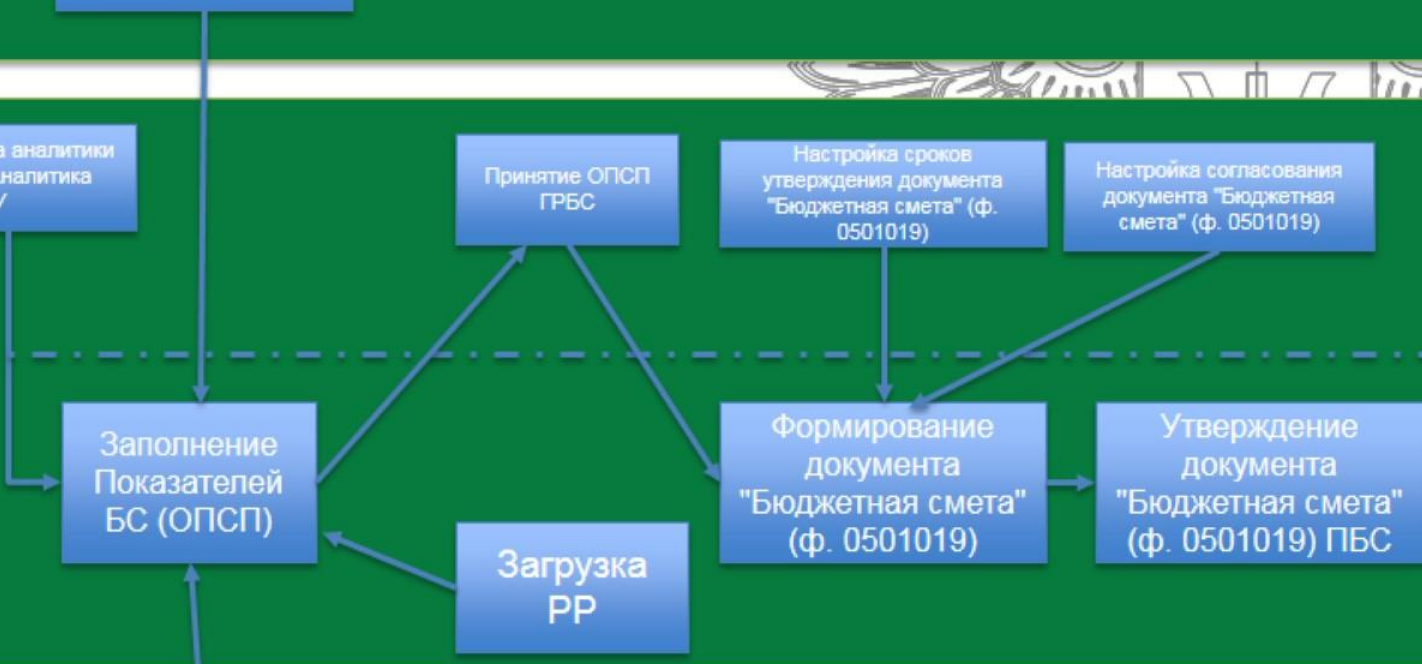 аналитики
налитика
Принятие ОПСП
ГРБС
Настройка сроков
утверждения документа
"Бюджетная смета" (ф.
0501019)
Настройка согласования
документа "Бюджетная
смета" (ф. 0501019)
Заполнение
Показателей
БС (ОПСП)
Загрузка
РР
Формирование
документа
"Бюджетная смета"
(ф. 0501019)
Утверждение
документа
"Бюджетная смета"
(ф. 0501019) ПБС